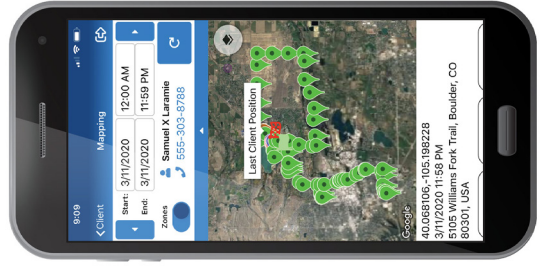 9:09
Client
Mapping
Start:
3/11/2020
12:00 AM
End:
3/11/2020
11:59 PM
Zones
Samuel X Laramie
555-303-8788
Last Client Position
Google
40.068106,-105.198228
3/11/2020 11:58 PM
5105 Williams Fork Trail, Boulder, CO
80301, USA